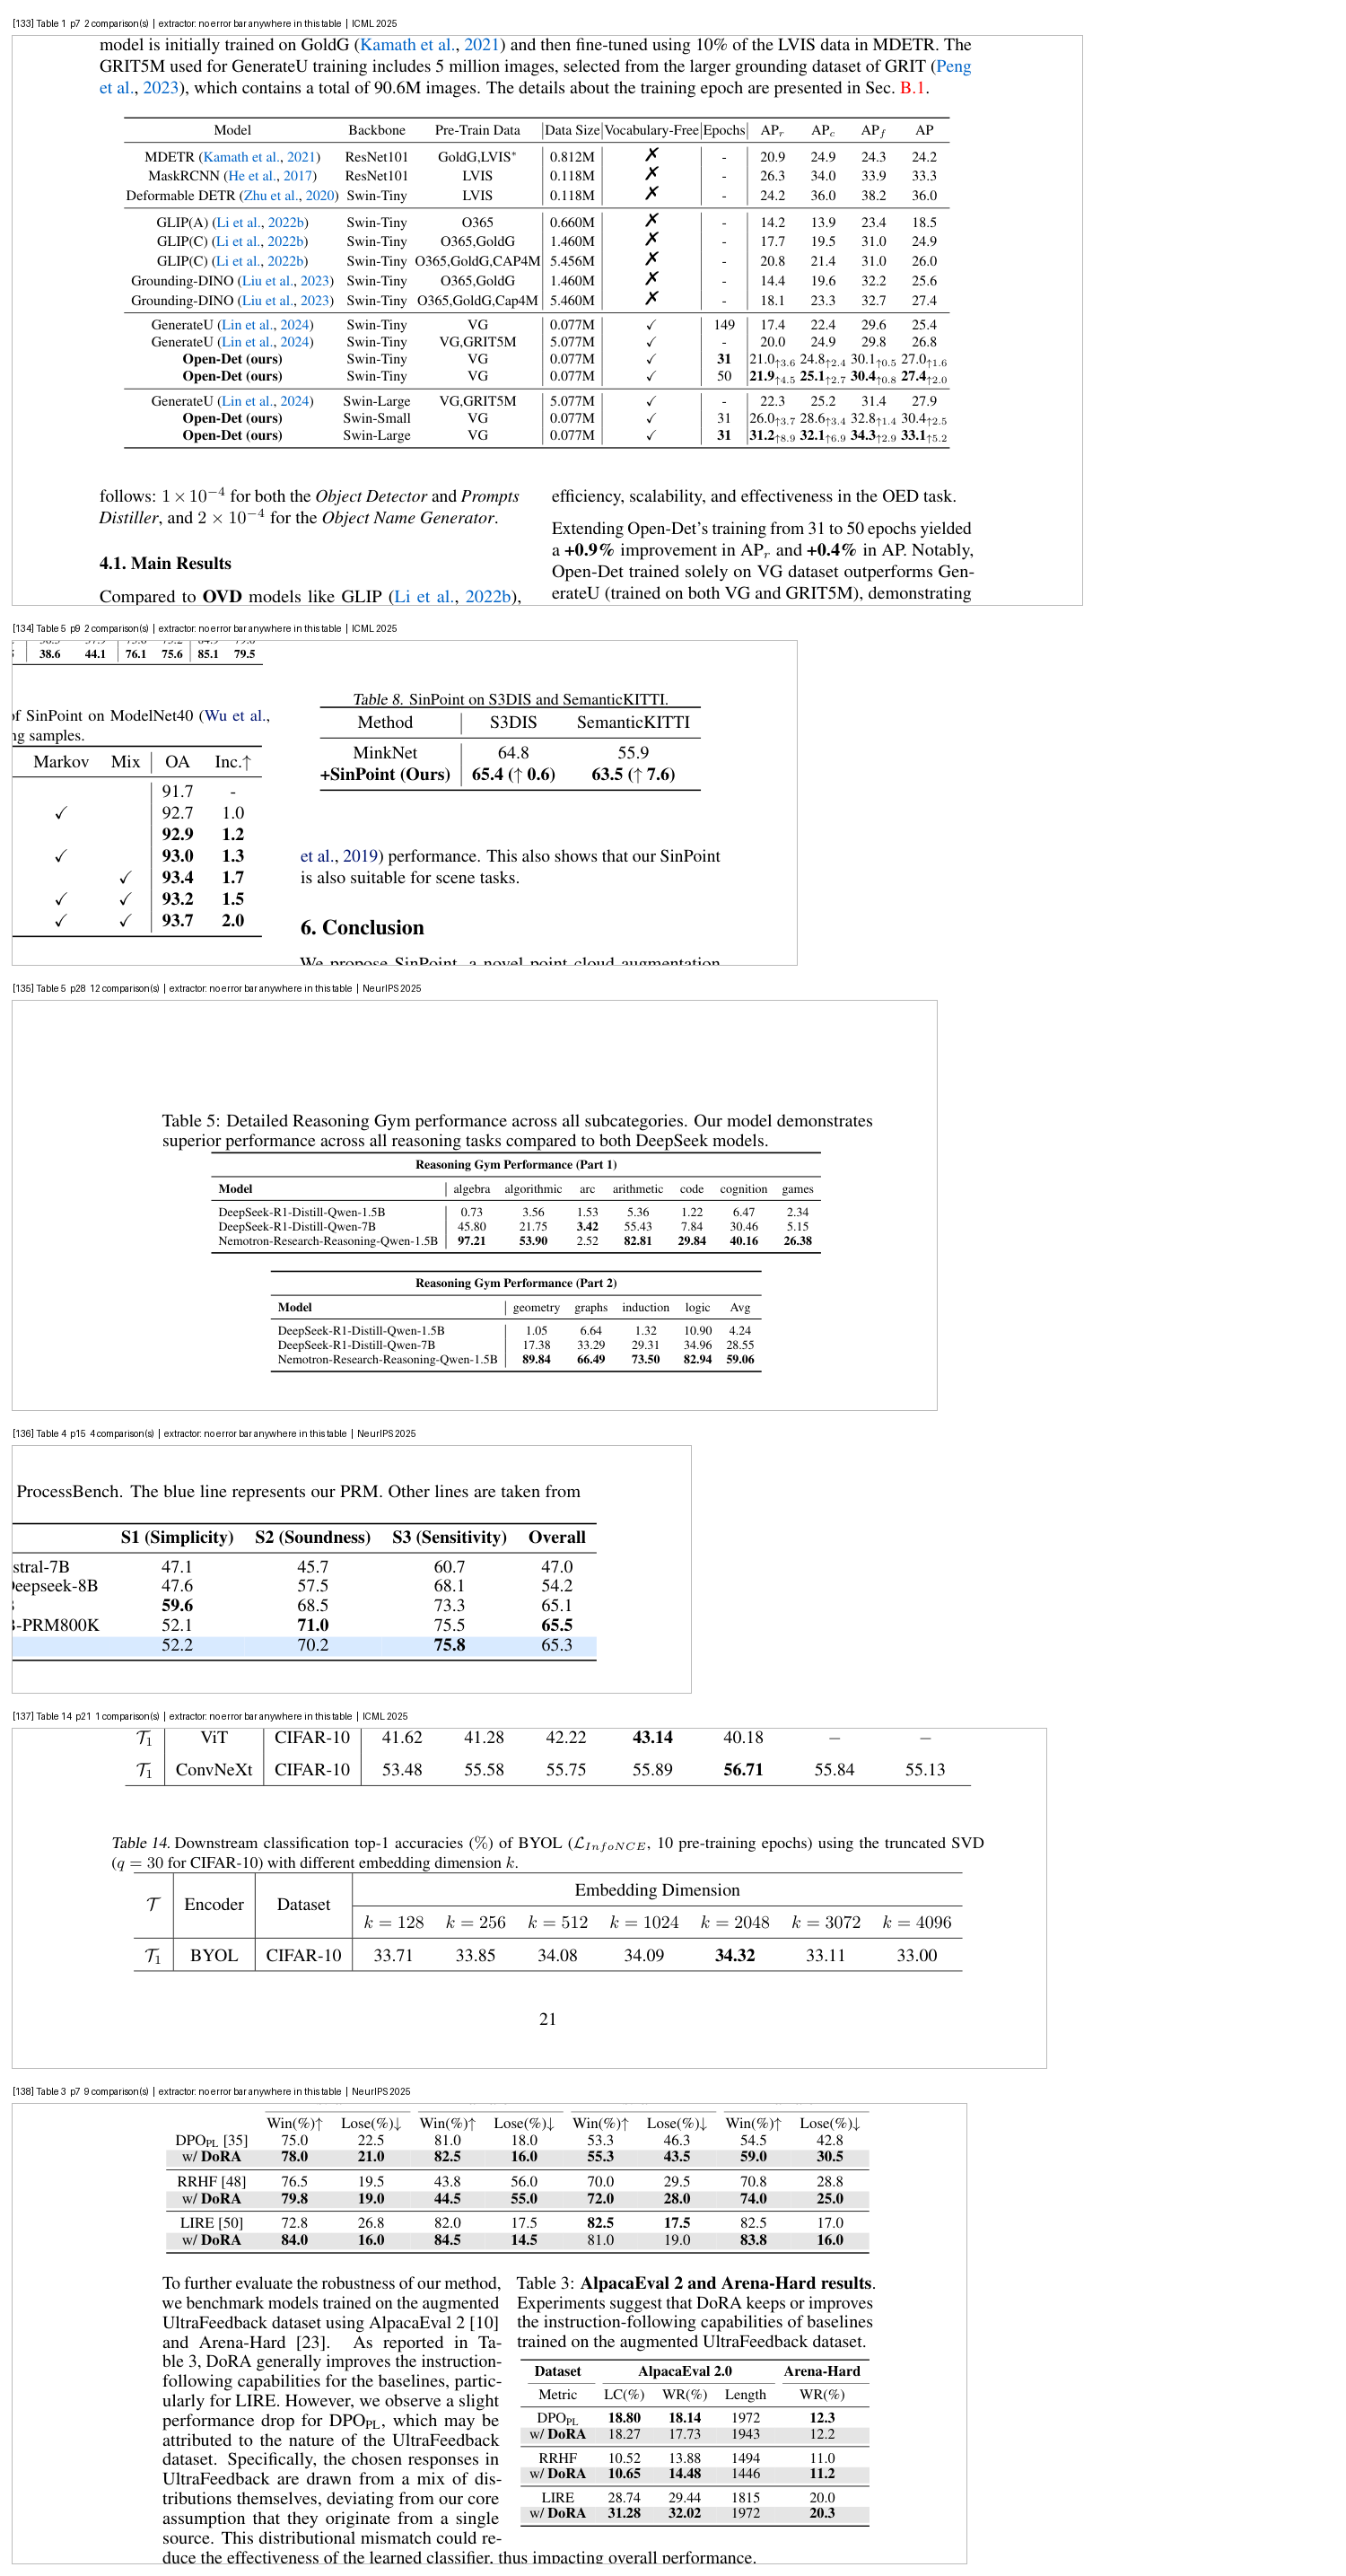 [133] Table 1 p7 2 comparison(s) | extractor: no error bar anywhere in this table | ICML 2025
model is initially trained on GoldG (Kamath et al., 2021) and then fine-tuned using 10% of the LVIS data in MDETR. The
GRIT5M used for GenerateU training includes 5 million images, selected from the larger grounding dataset of GRIT (Peng
et al., 2023), which contains a total of 90.6M images. The details about the training epoch are presented in Sec. B.1.
Model Backbone Pre-Train Data Data Size Vocabulary-Free Epochs APr APc APf AP
MDETR (Kamath et al., 2021) ResNet101 GoldG,LVIS* 0.812M ✗ - 20.9 24.9 24.3 24.2
MaskRCNN (He et al., 2017) ResNet101 LVIS 0.118M ✗ - 26.3 34.0 33.9 33.3
Deformable DETR (Zhu et al., 2020) Swin-Tiny LVIS 0.118M ✗ - 24.2 36.0 38.2 36.0
GLIP(A) (Li et al., 2022b) Swin-Tiny O365 0.660M ✗ - 14.2 13.9 23.4 18.5
GLIP(C) (Li et al., 2022b) Swin-Tiny O365,GoldG 1.460M ✗ - 17.7 19.5 31.0 24.9
GLIP(C) (Li et al., 2022b) Swin-Tiny O365,GoldG,CAP4M 5.456M ✗ - 20.8 21.4 31.0 26.0
Grounding-DINO (Liu et al., 2023) Swin-Tiny O365,GoldG 1.460M ✗ - 14.4 19.6 32.2 25.6
Grounding-DINO (Liu et al., 2023) Swin-Tiny O365,GoldG,Cap4M 5.460M ✗ - 18.1 23.3 32.7 27.4
GenerateU (Lin et al., 2024) Swin-Tiny VG 0.077M ✓ 149 17.4 22.4 29.6 25.4
GenerateU (Lin et al., 2024) Swin-Tiny VG,GRIT5M 5.077M ✓ - 20.0 24.9 29.8 26.8
Open-Det (ours) Swin-Tiny VG 0.077M ✓ 31 21.0↑3.6 24.8↑2.4 30.1↑0.5 27.0↑1.6
Open-Det (ours) Swin-Tiny VG 0.077M ✓ 50 21.9↑4.5 25.1↑2.7 30.4↑0.8 27.4↑2.0
GenerateU (Lin et al., 2024) Swin-Large VG,GRIT5M 5.077M ✓ - 22.3 25.2 31.4 27.9
Open-Det (ours) Swin-Small VG 0.077M ✓ 31 26.0↑3.7 28.6↑3.4 32.8↑1.4 30.4↑2.5
Open-Det (ours) Swin-Large VG 0.077M ✓ 31 31.2↑8.9 32.1↑6.9 34.3↑2.9 33.1↑5.2
follows: 1 × 10−4 for both the Object Detector and Prompts
Distiller, and 2 × 10−4 for the Object Name Generator.
4.1. Main Results
Compared to OVD models like GLIP (Li et al., 2022b),
efficiency, scalability, and effectiveness in the OED task.
Extending Open-Det's training from 31 to 50 epochs yielded
a +0.9% improvement in APr and +0.4% in AP. Notably,
Open-Det trained solely on VG dataset outperforms Gen-
erateU (trained on both VG and GRIT5M), demonstrating
[134] Table 5 p9 2 comparison(s) | extractor: no error bar anywhere in this table | ICML 2025
38.6 44.1 76.1 75.6 85.1 79.5
of SinPoint on ModelNet40 (Wu et al.,
ng samples.
Markov Mix OA Inc.↑
91.7 -
✓ 92.7 1.0
92.9 1.2
✓ 93.0 1.3
✓ 93.4 1.7
✓ ✓ 93.2 1.5
✓ ✓ 93.7 2.0
Table 8. SinPoint on S3DIS and SemanticKITTI.
Method S3DIS SemanticKITTI
MinkNet 64.8 55.9
+SinPoint (Ours) 65.4 (↑ 0.6) 63.5 (↑ 7.6)
et al., 2019) performance. This also shows that our SinPoint
is also suitable for scene tasks.
6. Conclusion
We propose SinPoint, a novel point cloud augmentation
[135] Table 5 p28 12 comparison(s) | extractor: no error bar anywhere in this table | NeurIPS 2025
Table 5: Detailed Reasoning Gym performance across all subcategories. Our model demonstrates
superior performance across all reasoning tasks compared to both DeepSeek models.
Reasoning Gym Performance (Part 1)
Model algebra algorithmic arc arithmetic code cognition games
DeepSeek-R1-Distill-Qwen-1.5B 0.73 3.56 1.53 5.36 1.22 6.47 2.34
DeepSeek-R1-Distill-Qwen-7B 45.80 21.75 3.42 55.43 7.84 30.46 5.15
Nemotron-Research-Reasoning-Qwen-1.5B 97.21 53.90 2.52 82.81 29.84 40.16 26.38
Reasoning Gym Performance (Part 2)
Model geometry graphs induction logic Avg
DeepSeek-R1-Distill-Qwen-1.5B 1.05 6.64 1.32 10.90 4.24
DeepSeek-R1-Distill-Qwen-7B 17.38 33.29 29.31 34.96 28.55
Nemotron-Research-Reasoning-Qwen-1.5B 89.84 66.49 73.50 82.94 59.06
[136] Table 4 p15 4 comparison(s) | extractor: no error bar anywhere in this table | NeurIPS 2025
ProcessBench. The blue line represents our PRM. Other lines are taken from
S1 (Simplicity) S2 (Soundness) S3 (Sensitivity) Overall
stral-7B 47.1 45.7 60.7 47.0
Deepseek-8B 47.6 57.5 68.1 54.2
59.6 68.5 73.3 65.1
-PRM800K 52.1 71.0 75.5 65.5
52.2 70.2 75.8 65.3
[137] Table 14 p21 1 comparison(s) | extractor: no error bar anywhere in this table | ICML 2025
T1 ViT CIFAR-10 41.62 41.28 42.22 43.14 40.18 − −
T1 ConvNeXt CIFAR-10 53.48 55.58 55.75 55.89 56.71 55.84 55.13
Table 14. Downstream classification top-1 accuracies (%) of BYOL (LInfoNCE, 10 pre-training epochs) using the truncated SVD
(q = 30 for CIFAR-10) with different embedding dimension k.
T Encoder Dataset Embedding Dimension
k = 128 k = 256 k = 512 k = 1024 k = 2048 k = 3072 k = 4096
T1 BYOL CIFAR-10 33.71 33.85 34.08 34.09 34.32 33.11 33.00
21
[138] Table 3 p7 9 comparison(s) | extractor: no error bar anywhere in this table | NeurIPS 2025
Win(%)↑ Lose(%)↓ Win(%)↑ Lose(%)↓ Win(%)↑ Lose(%)↓ Win(%)↑ Lose(%)↓
DPOPL [35] 75.0 22.5 81.0 18.0 53.3 46.3 54.5 42.8
w/ DoRA 78.0 21.0 82.5 16.0 55.3 43.5 59.0 30.5
RRHF [48] 76.5 19.5 43.8 56.0 70.0 29.5 70.8 28.8
w/ DoRA 79.8 19.0 44.5 55.0 72.0 28.0 74.0 25.0
LIRE [50] 72.8 26.8 82.0 17.5 82.5 17.5 82.5 17.0
w/ DoRA 84.0 16.0 84.5 14.5 81.0 19.0 83.8 16.0
To further evaluate the robustness of our method,
we benchmark models trained on the augmented
UltraFeedback dataset using AlpacaEval 2 [10]
and Arena-Hard [23]. As reported in Ta-
ble 3, DoRA generally improves the instruction-
following capabilities for the baselines, partic-
ularly for LIRE. However, we observe a slight
performance drop for DPOPL, which may be
attributed to the nature of the UltraFeedback
dataset. Specifically, the chosen responses in
UltraFeedback are drawn from a mix of dis-
tributions themselves, deviating from our core
assumption that they originate from a single
source. This distributional mismatch could re-
duce the effectiveness of the learned classifier, thus impacting overall performance.
Table 3: AlpacaEval 2 and Arena-Hard results.
Experiments suggest that DoRA keeps or improves
the instruction-following capabilities of baselines
trained on the augmented UltraFeedback dataset.
Dataset AlpacaEval 2.0 Arena-Hard
Metric LC(%) WR(%) Length WR(%)
DPOPL 18.80 18.14 1972 12.3
w/ DoRA 18.27 17.73 1943 12.2
RRHF 10.52 13.88 1494 11.0
w/ DoRA 10.65 14.48 1446 11.2
LIRE 28.74 29.44 1815 20.0
w/ DoRA 31.28 32.02 1972 20.3